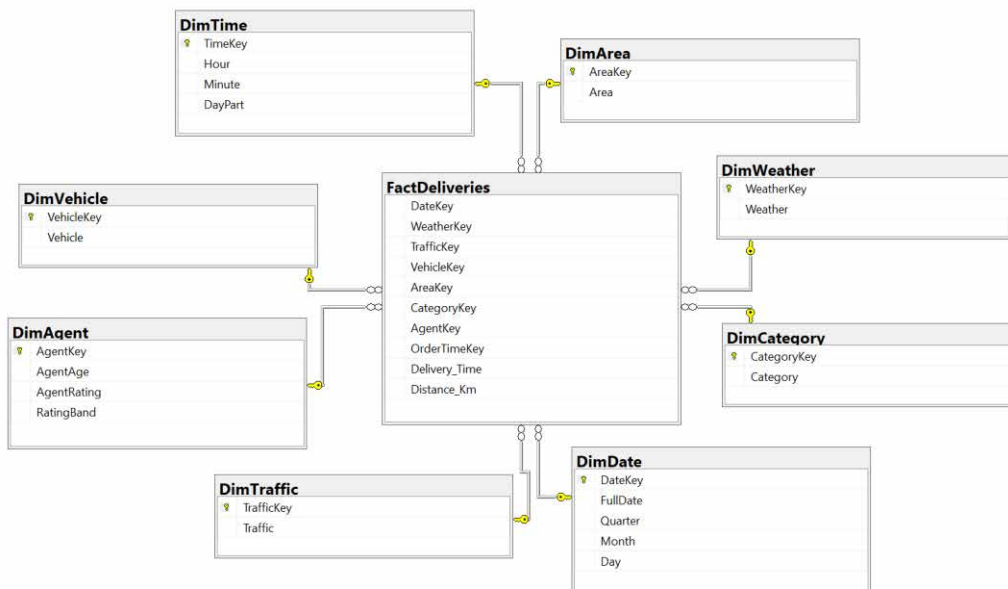 DimTime
TimeKey
Hour
Minute
DayPart
DimArea
AreaKey
Area
DimVehicle
VehicleKey
Vehicle
FactDeliveries
DateKey
WeatherKey
TrafficKey
VehicleKey
AreaKey
CategoryKey
AgentKey
OrderTimeKey
Delivery_Time
Distance_Km
DimWeather
WeatherKey
Weather
DimAgent
AgentKey
AgentAge
AgentRating
RatingBand
DimCategory
CategoryKey
Category
DimTraffic
TrafficKey
Traffic
DimDate
DateKey
FullDate
Quarter
Month
Day